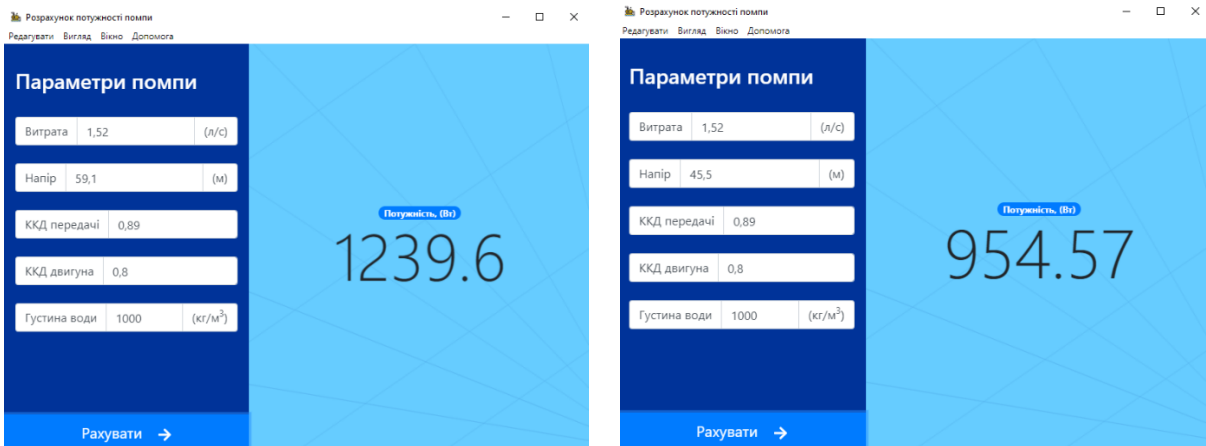 Розрахунок потужності помпи
Редагувати Вигляд Вікно Допомога
Параметри помпи
Витрата 1,52 (л/с)
Напір 59,1 (м)
ККД передачі 0,89
ККД двигуна 0,8
Густина води 1000 (кг/м³)
Рахувати →
Потужність, (Вт)
1239.6
Розрахунок потужності помпи
Редагувати Вигляд Вікно Допомога
Параметри помпи
Витрата 1,52 (л/с)
Напір 45,5 (м)
ККД передачі 0,89
ККД двигуна 0,8
Густина води 1000 (кг/м³)
Рахувати →
Потужність, (Вт)
954.57